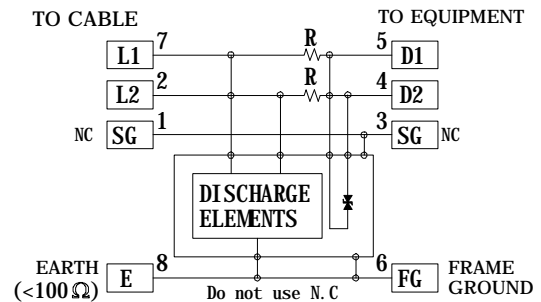 TO CABLE
TO EQUIPMENT
L1 7 R 5 D1
L2 2 R 4 D2
NC SG 1 3 SG NC
DISCHARGE
ELEMENTS
EARTH
(<100Ω) E 8 6 FG FRAME
GROUND
Do not use N.C